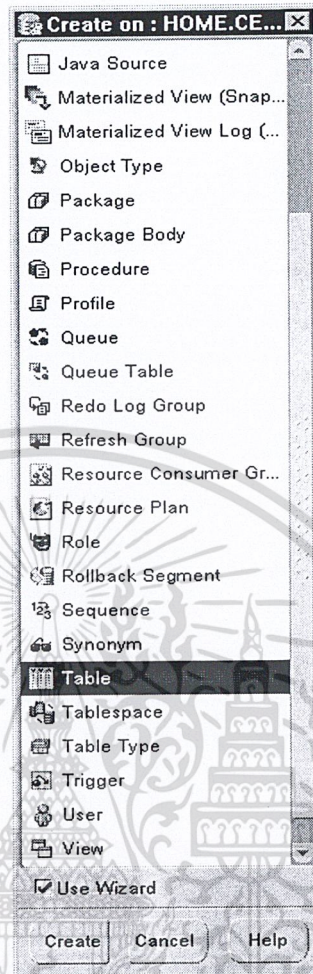 Create on : HOME.CE...
Java Source
Materialized View (Snap...
Materialized View Log (...
Object Type
Package
Package Body
Procedure
Profile
Queue
Queue Table
Redo Log Group
Refresh Group
Resource Consumer Gr...
Resource Plan
Role
Rollback Segment
Sequence
Synonym
Table
Tablespace
Table Type
Trigger
User
View
Use Wizard
Create Cancel Help